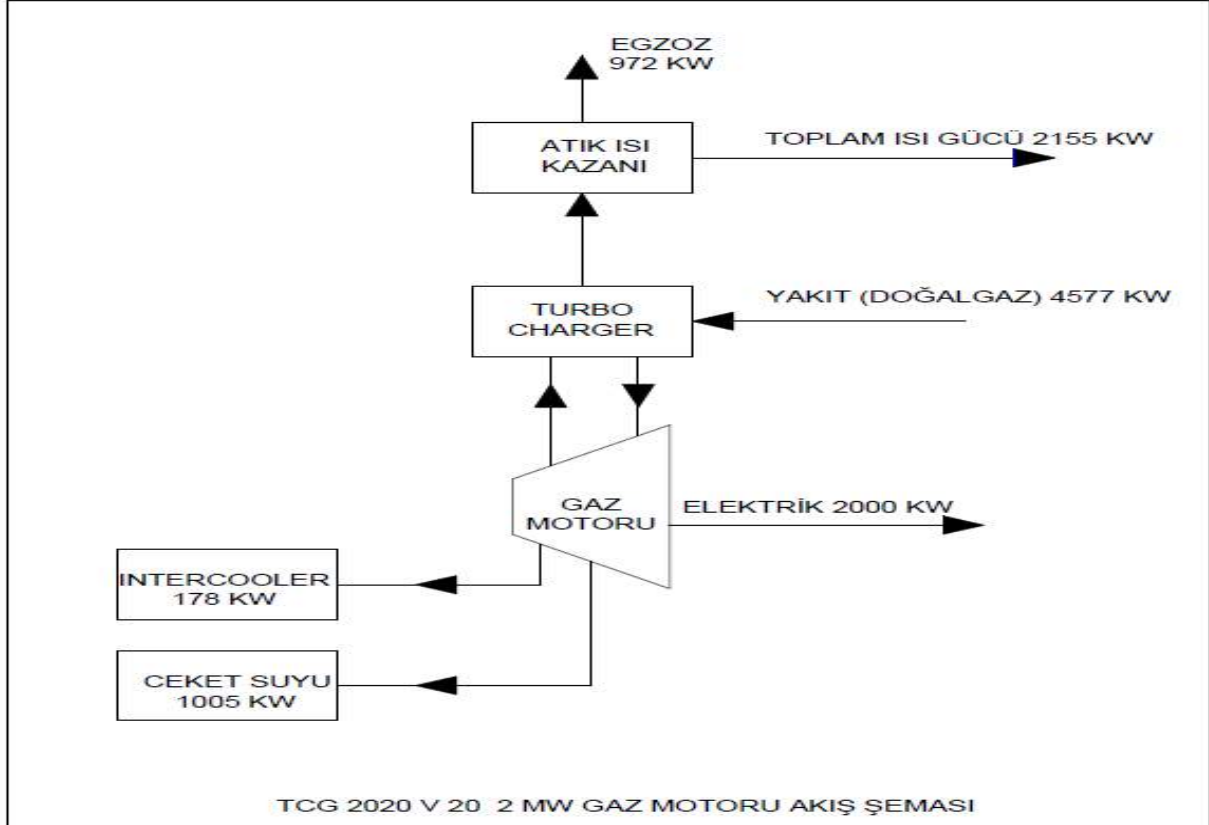 EGZOZ
972 KW
ATIK ISI
KAZANI
TOPLAM ISI GÜCÜ 2155 KW
TURBO
CHARGER
YAKIT (DOĞALGAZ) 4577 KW
GAZ
MOTORU
ELEKTRİK 2000 KW
INTERCOOLER
178 KW
CEKET SUYU
1005 KW
TCG 2020 V 20 2 MW GAZ MOTORU AKIŞ ŞEMASI